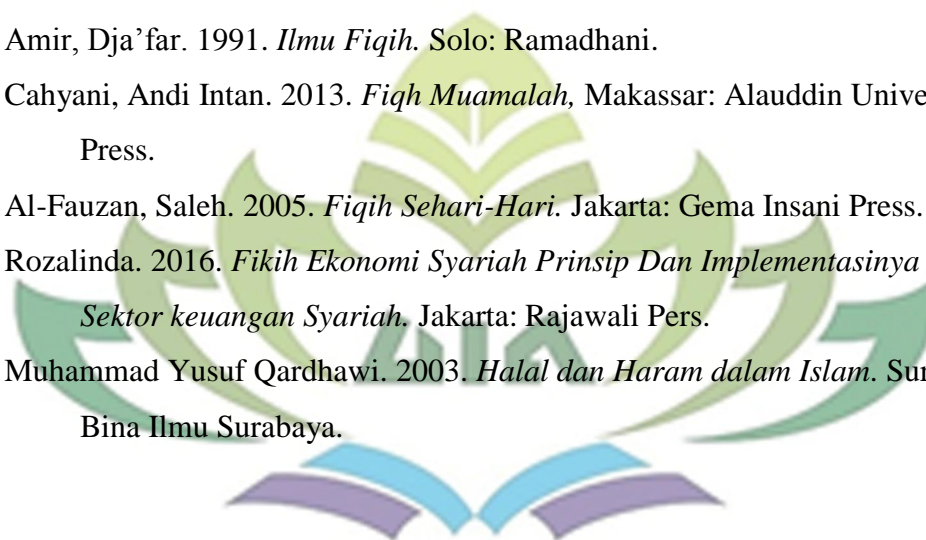 Amir, Dja’far. 1991. Ilmu Fiqih. Solo: Ramadhani.
Cahyani, Andi Intan. 2013. Fiqh Muamalah, Makassar: Alauddin Unive
Press.
Al-Fauzan, Saleh. 2005. Fiqih Sehari-Hari. Jakarta: Gema Insani Press.
Rozalinda. 2016. Fikih Ekonomi Syariah Prinsip Dan Implementasinya
Sektor keuangan Syariah. Jakarta: Rajawali Pers.
Muhammad Yusuf Qardhawi. 2003. Halal dan Haram dalam Islam. Sur
Bina Ilmu Surabaya.